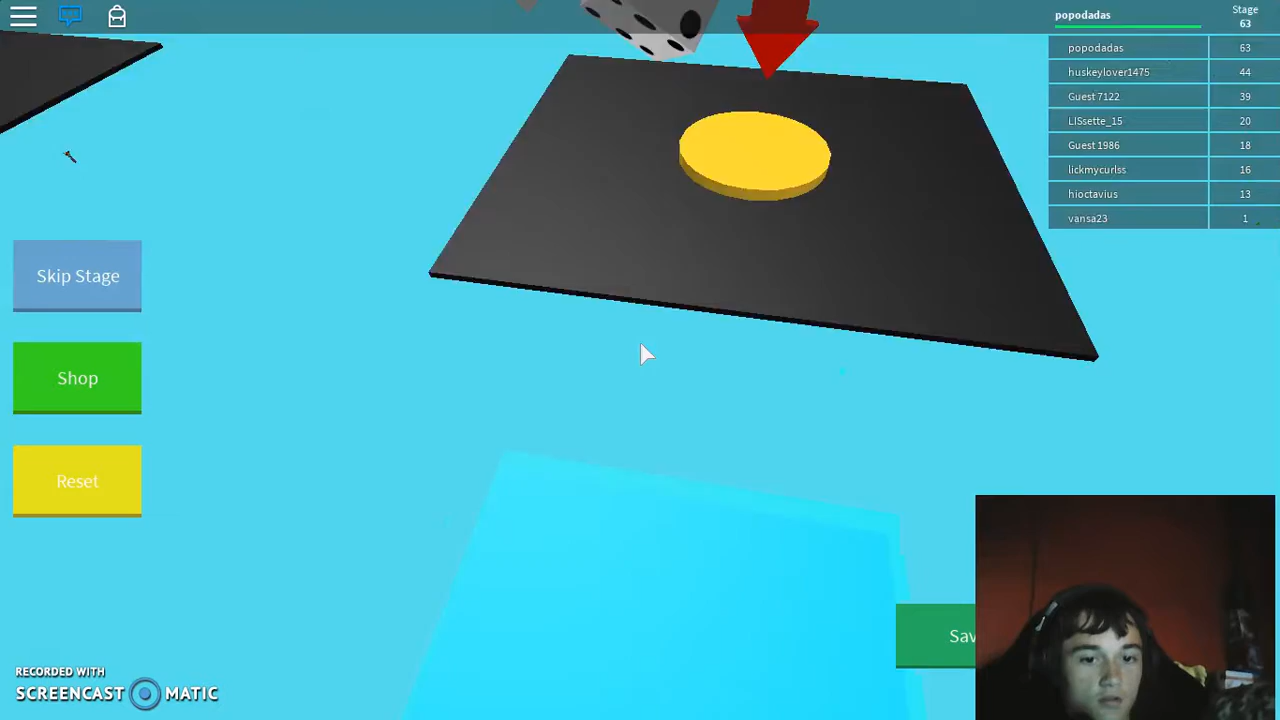 popodadas
Stage
63
popodadas 63
huskeylover1475 44
Guest 7122 39
LISsette_15 20
Guest 1986 18
lickmycurlss 16
hioctavius 13
vansa23 1
Skip Stage
Shop
Reset
Sav
RECORDED WITH
SCREENCAST MATIC